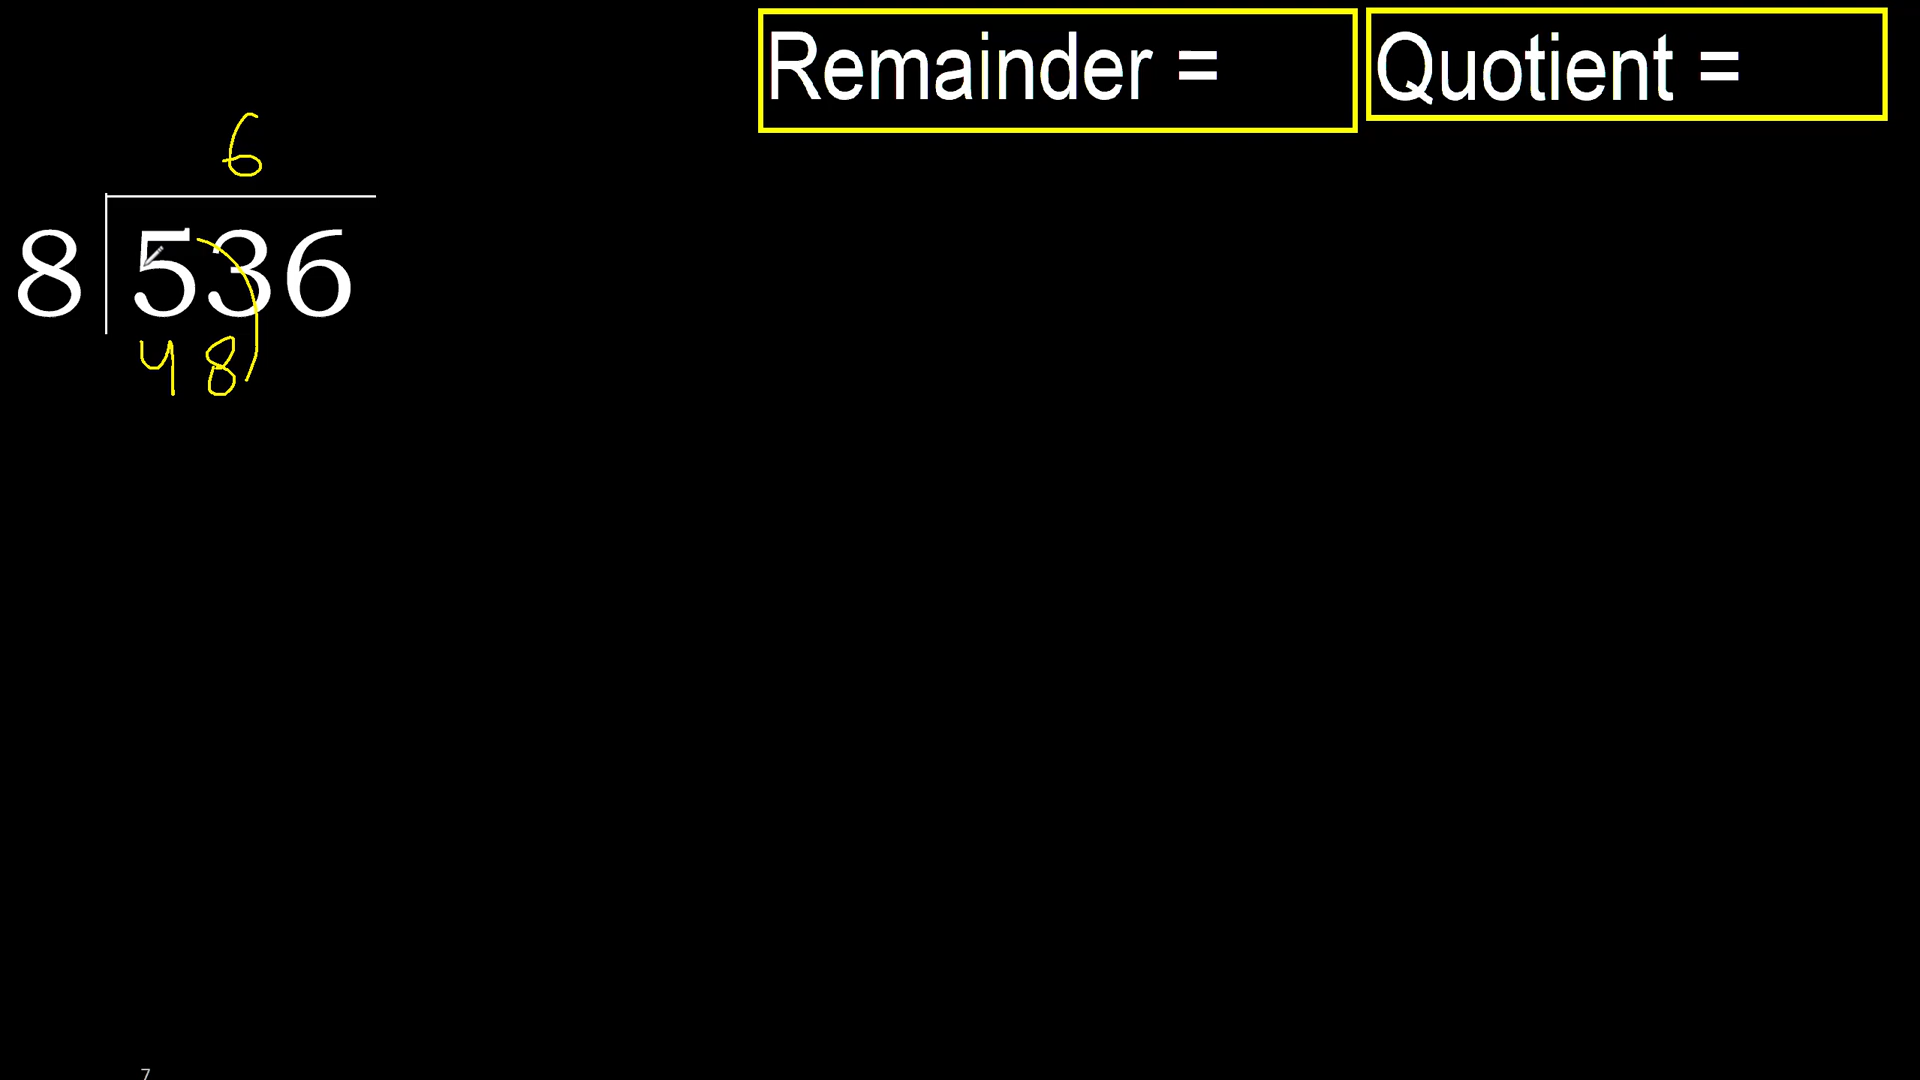 Remainder = Quotient =
6
8 536
48
7